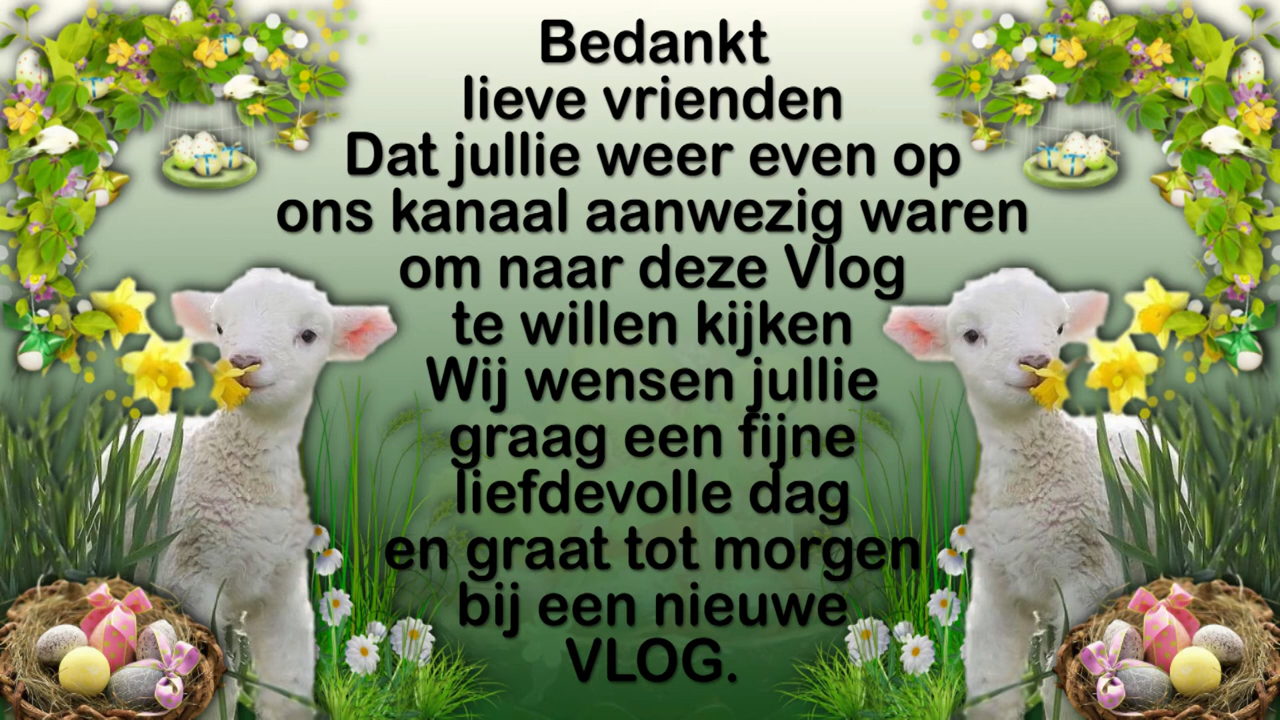 Bedankt
lieve vrienden
Dat jullie weer even op
ons kanaal aanwezig waren
om naar deze Vlog
te willen kijken
Wij wensen jullie
graag een fijne
liefdevolle dag
en graat tot morgen
bij een nieuwe
VLOG.